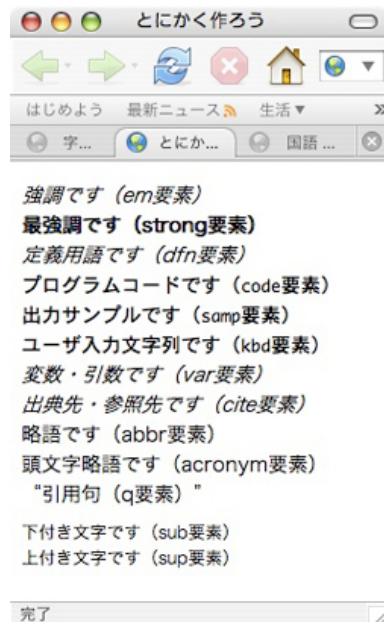 とにかく作ろう
はじめよう 最新ニュース 生活▼ »
字... とにか... 国語 ...
強調です（em要素）
最強調です（strong要素）
定義用語です（dfn要素）
プログラムコードです（code要素）
出力サンプルです（samp要素）
ユーザ入力文字列です（kbd要素）
変数・引数です（var要素）
出典先・参照先です（cite要素）
略語です（abbr要素）
頭文字略語です（acronym要素）
“引用句（q要素）”
下付き文字です（sub要素）
上付き文字です（sup要素）
完了